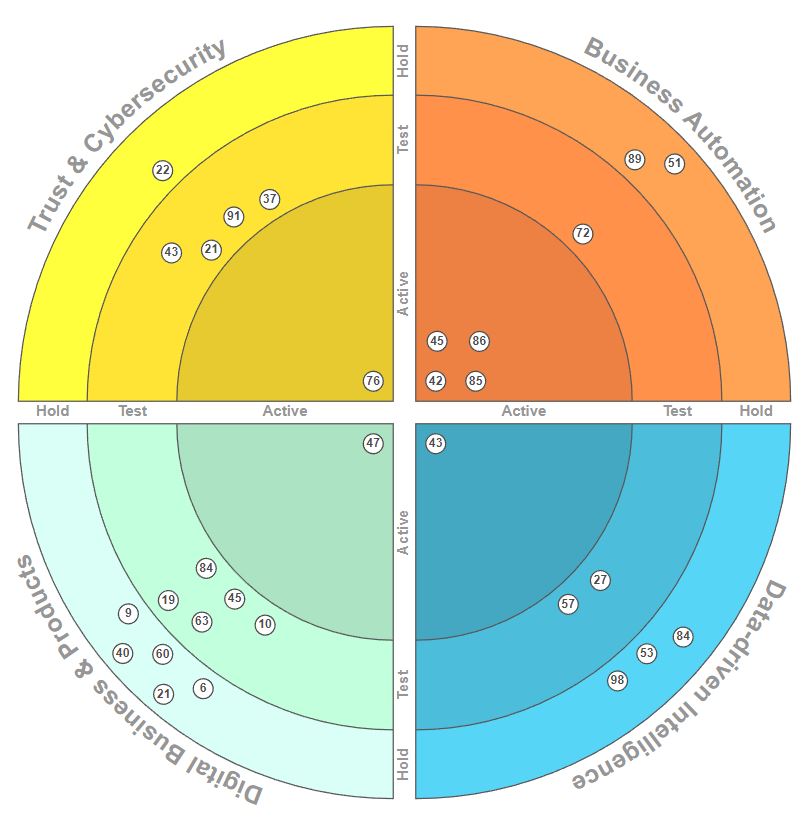 Trust & Cybersecurity
Business Automation
Hold
Test
Active
22
37
91
43
21
76
89
51
72
45
86
42
85
Hold
Test
Active
Active
Test
Hold
47
84
19
45
9
63
10
40
60
21
6
43
27
57
84
53
98
Active
Test
Hold
Digital Business & Products
Data-driven Intelligence